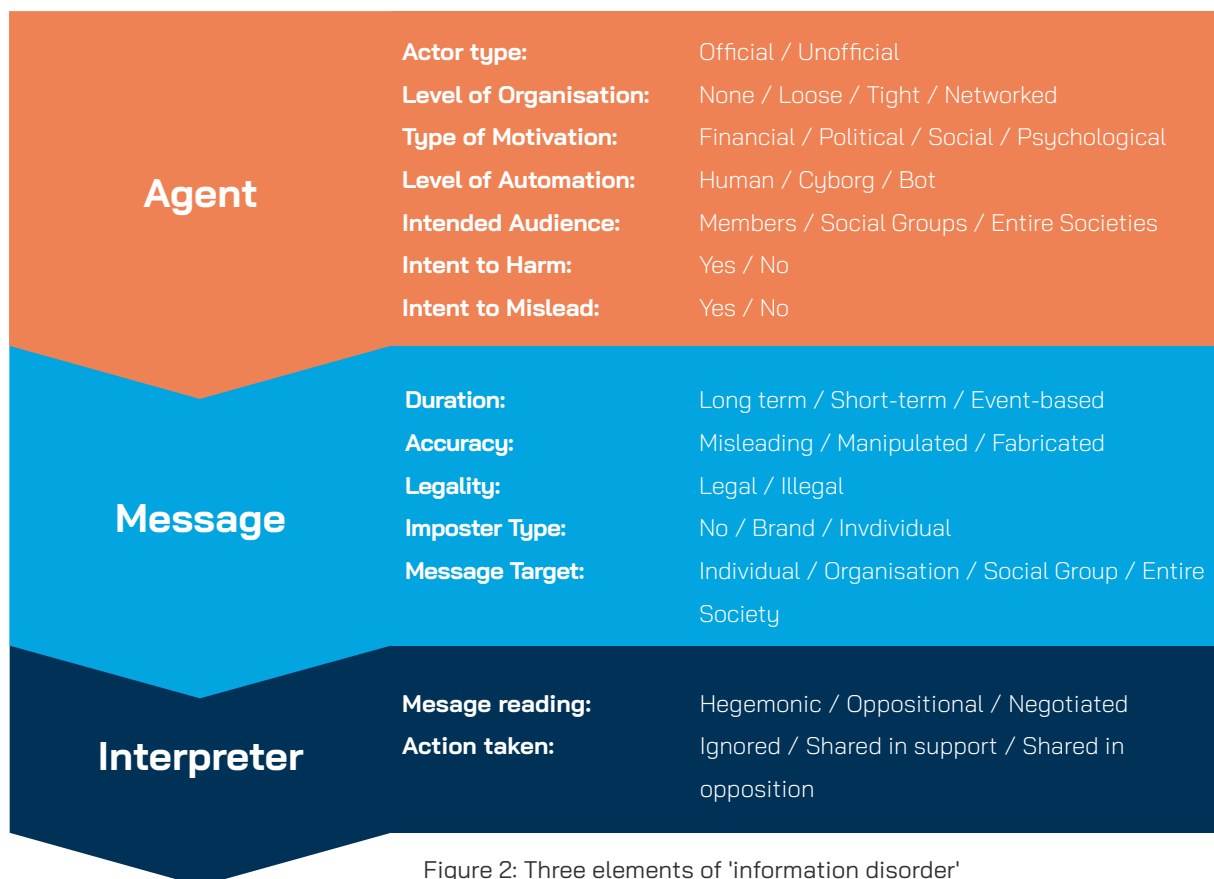 Agent
Actor type: Official / Unofficial
Level of Organisation: None / Loose / Tight / Networked
Type of Motivation: Financial / Political / Social / Psychological
Level of Automation: Human / Cyborg / Bot
Intended Audience: Members / Social Groups / Entire Societies
Intent to Harm: Yes / No
Intent to Mislead: Yes / No
Message
Duration: Long term / Short-term / Event-based
Accuracy: Misleading / Manipulated / Fabricated
Legality: Legal / Illegal
Imposter Type: No / Brand / Invdividual
Message Target: Individual / Organisation / Social Group / Entire
Society
Interpreter
Mesage reading: Hegemonic / Oppositional / Negotiated
Action taken: Ignored / Shared in support / Shared in
opposition
Figure 2: Three elements of 'information disorder'